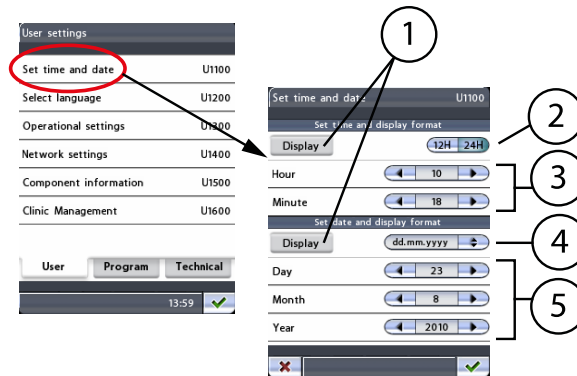 User settings
Set time and date U1100
Select language U1200
Operational settings U1300
Network settings U1400
Component information U1500
Clinic Management U1600
User Program Technical
13:59
1
Set time and date U1100
Set time and display format
Display 12H 24H
2
Hour 10
Minute 18
3
Set date and display format
Display dd.mm.yyyy
4
Day 23
Month 8
Year 2010
5